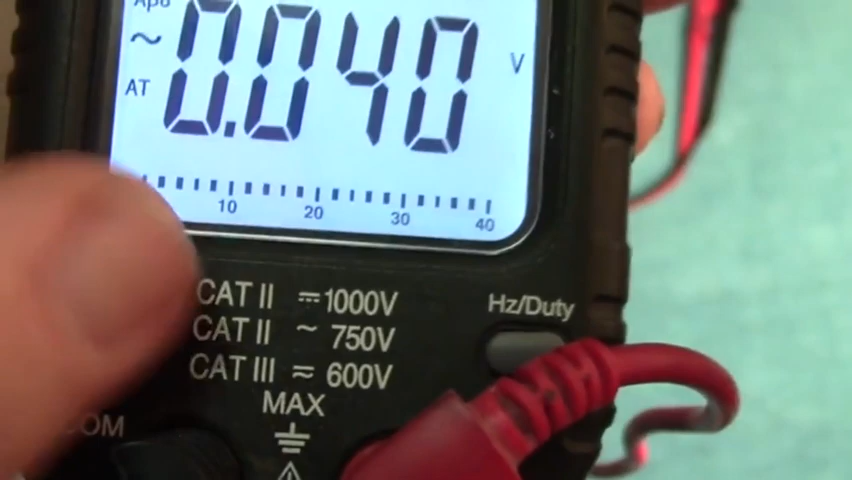 Apo
~
AT
0.040 V
10 20 30 40
CAT II ⎓ 1000V
CAT II ~ 750V
CAT III ≂ 600V
MAX
Hz/Duty